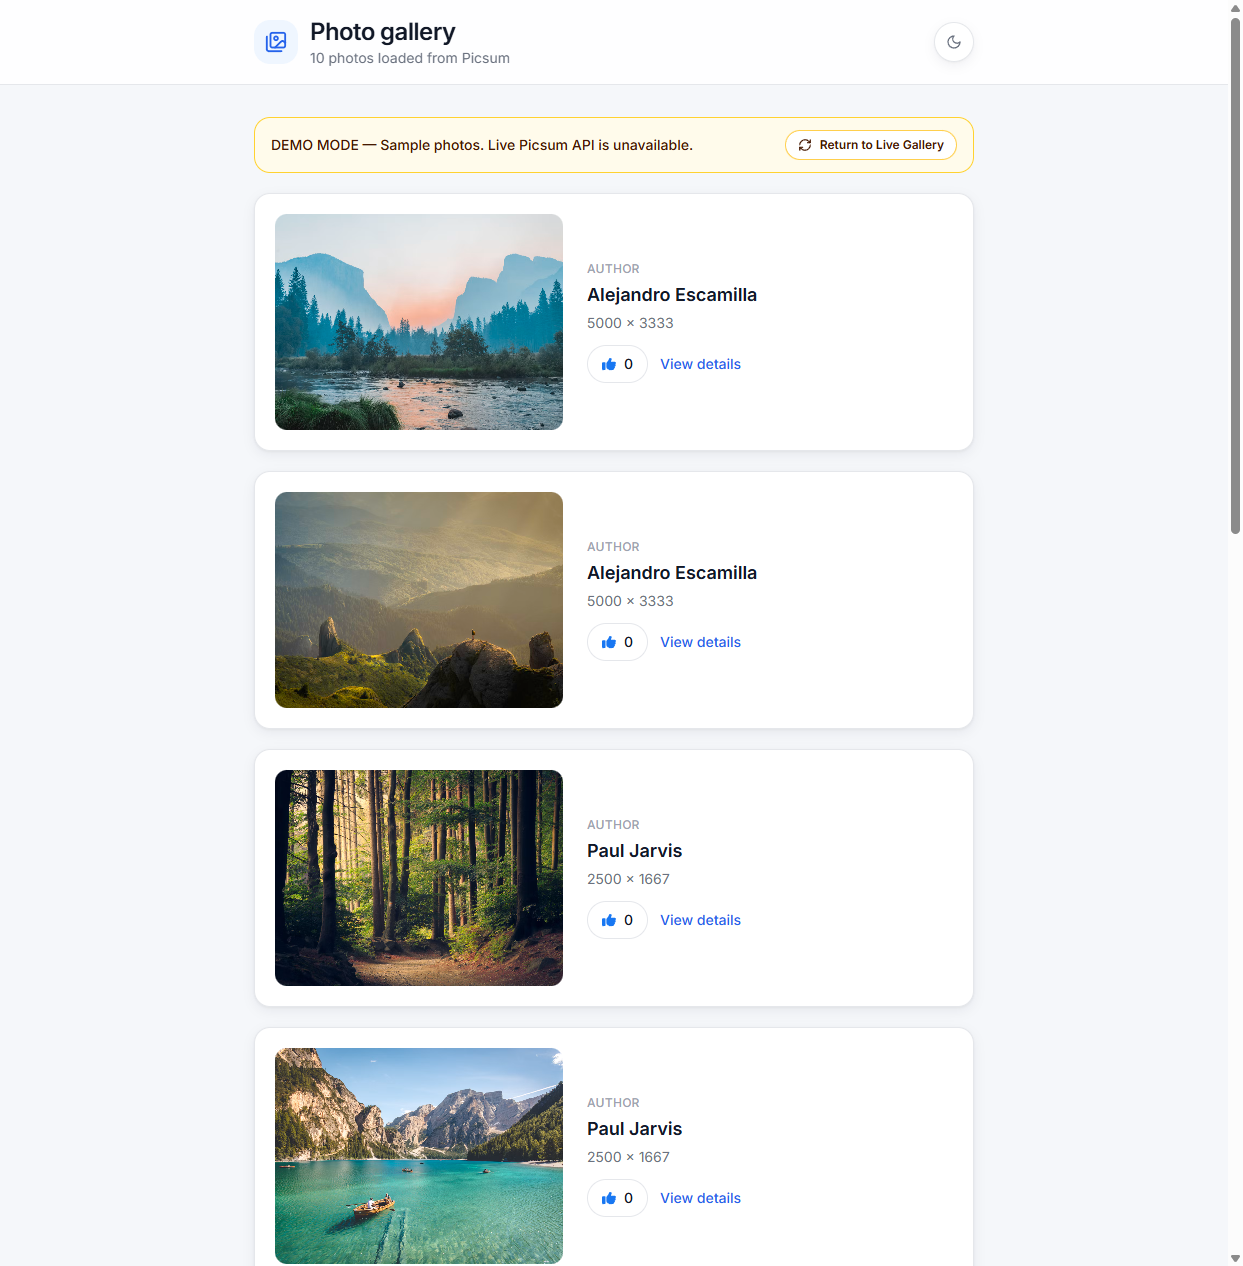 Photo gallery
10 photos loaded from Picsum
DEMO MODE — Sample photos. Live Picsum API is unavailable.
Return to Live Gallery
AUTHOR
Alejandro Escamilla
5000 × 3333
0 View details
AUTHOR
Alejandro Escamilla
5000 × 3333
0 View details
AUTHOR
Paul Jarvis
2500 × 1667
0 View details
AUTHOR
Paul Jarvis
2500 × 1667
0 View details